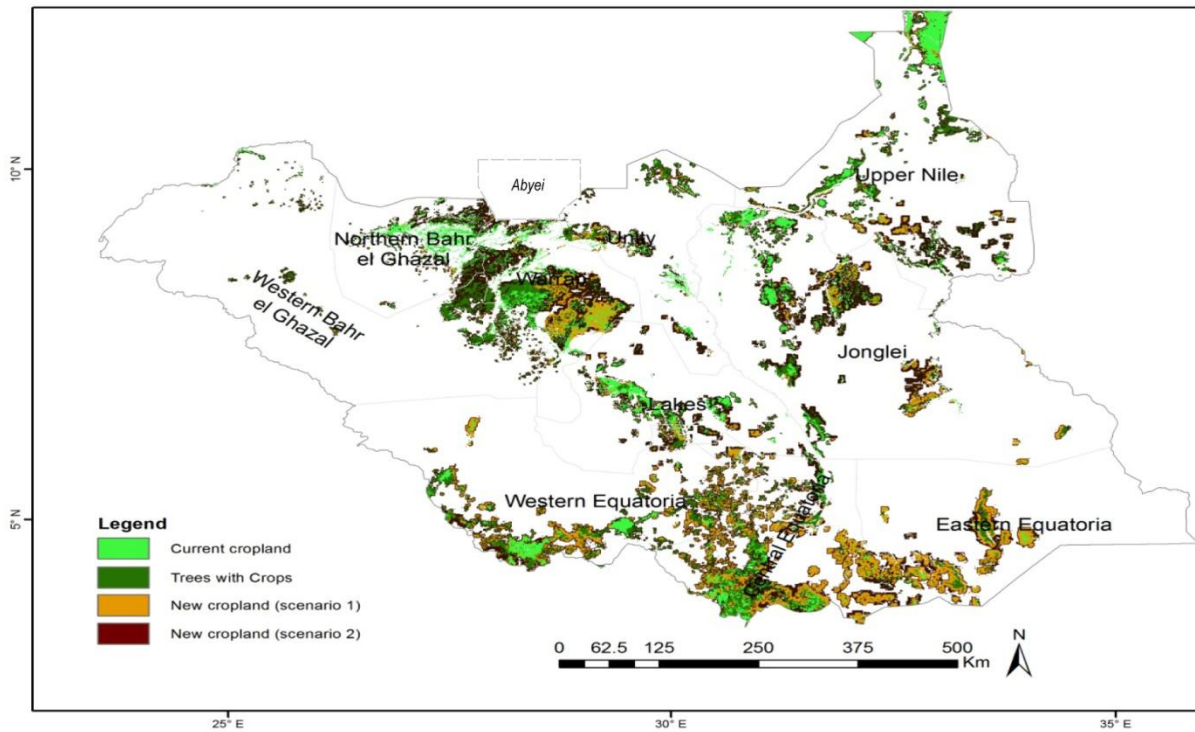 10° N
Abyei
Upper Nile
Northern Bahr
el Ghazal
Unity
Western Bahr
el Ghazal
Warrap
Jonglei
Lakes
Western Equatoria
Central Equatoria
Eastern Equatoria
5° N
Legend
Current cropland
Trees with Crops
New cropland (scenario 1)
New cropland (scenario 2)
0 62.5 125 250 375 500
Km
N
25° E 30° E 35° E